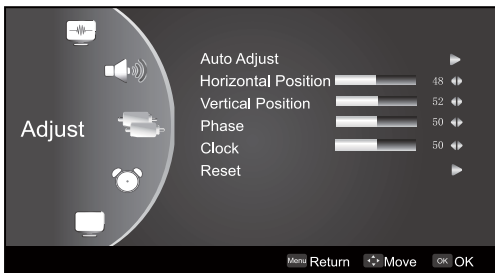 Adjust
Auto Adjust
Horizontal Position 48
Vertical Position 52
Phase 50
Clock 50
Reset
Menu Return Move OK OK